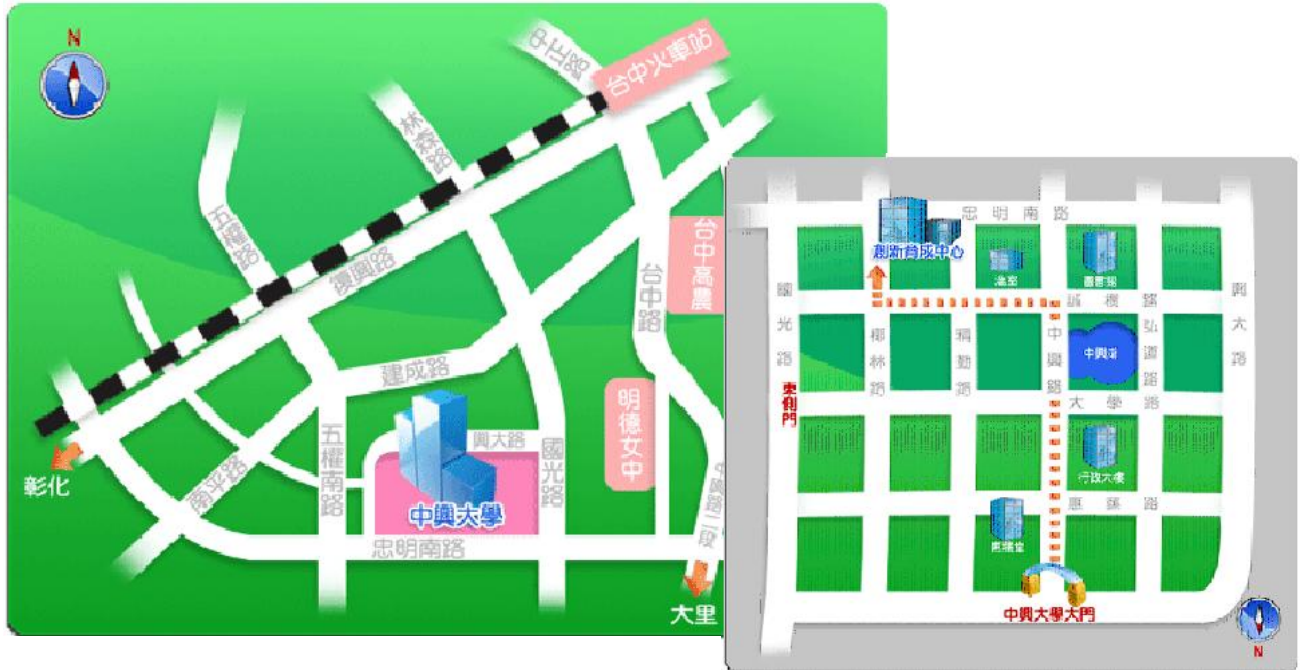 N
中正路
台中火車站
林森路
五權路
復興路
台中路
台中高農
建成路
明德女中
五權南路
興大路
國光路
南平路
彰化
中興大學
忠明南路
大里
忠明南路
創新育成中心
圖書館
國光路
誠樸路
興大路
椰林路
精勤路
中興路
中興湖
弘道路
東側門
大學路
行政大樓
惠蓀路
惠蓀堂
中興大學大門
N